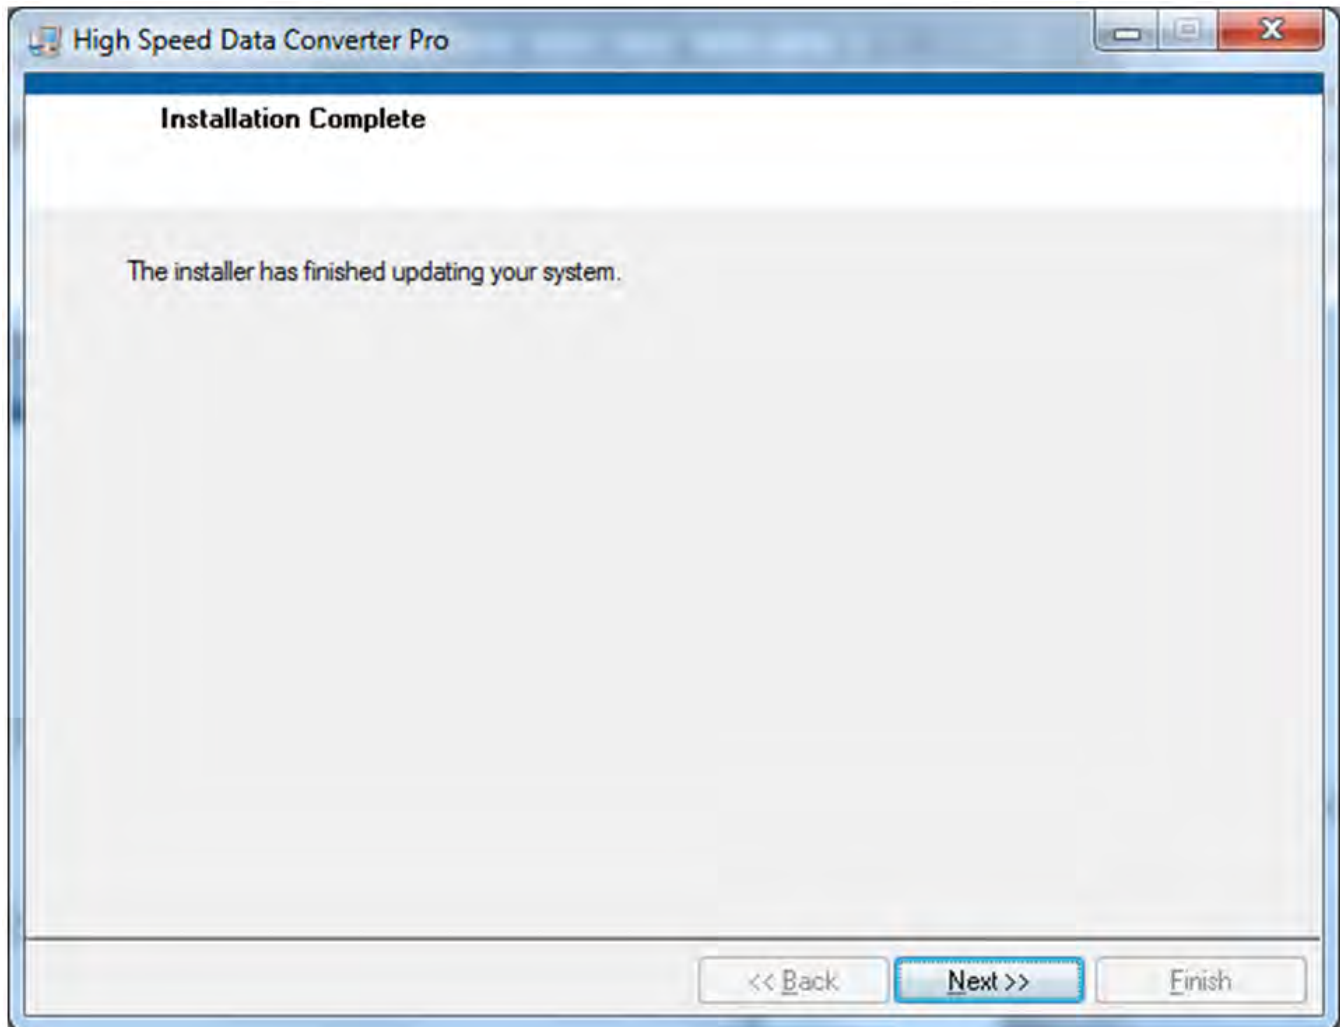 High Speed Data Converter Pro
Installation Complete
The installer has finished updating your system.
<< Back Next >> Finish